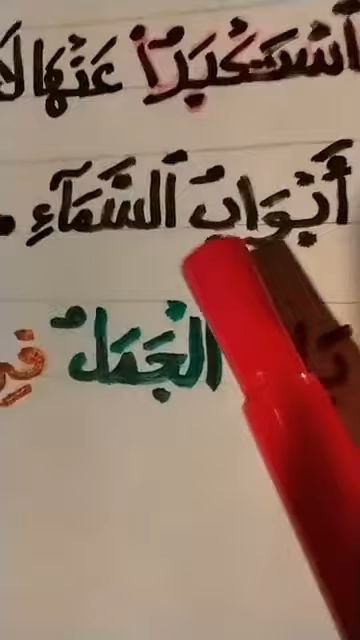 ٱسۡتَكۡبَرُواْ عَنۡهَا لَا
أَبۡوَٰبُ ٱلسَّمَآءِ
ٱلۡجَمَلُ فِي